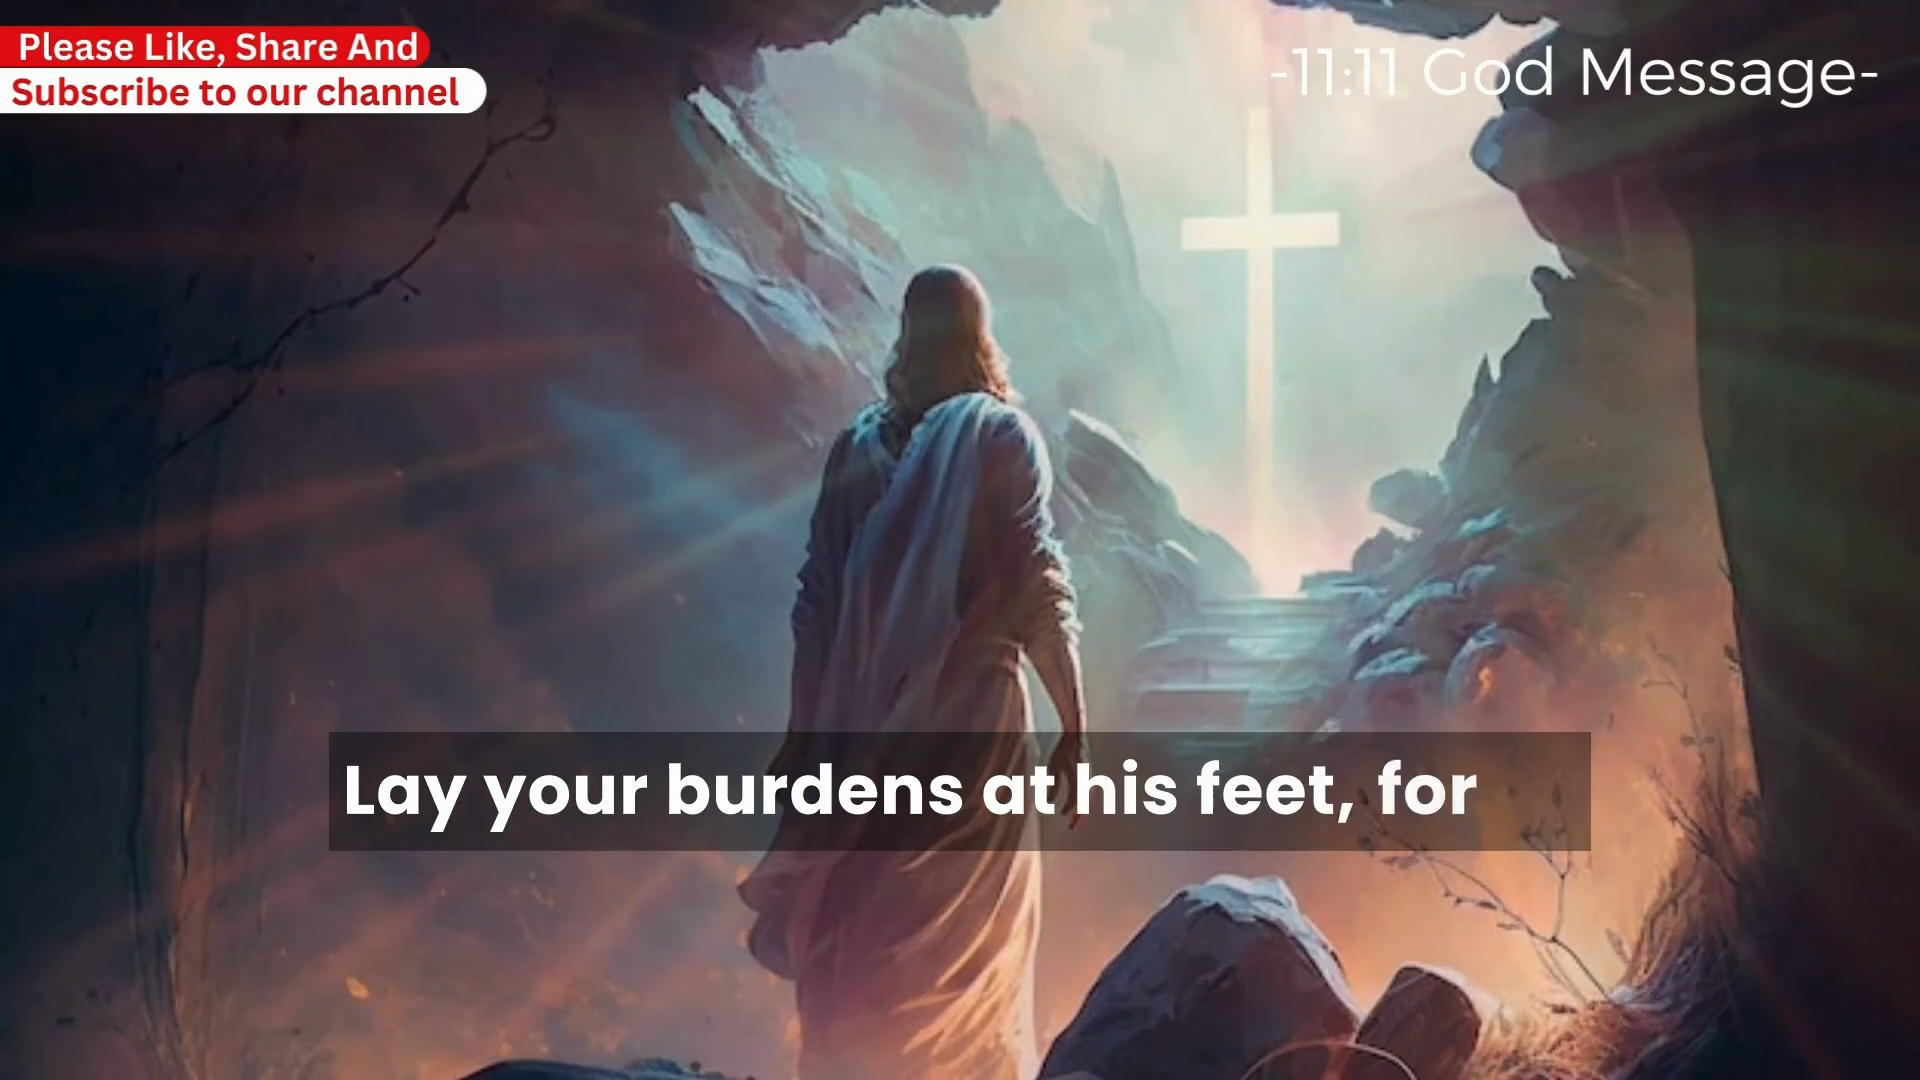 Please Like, Share And
Subscribe to our channel
-11:11 God Message-
Lay your burdens at his feet, for